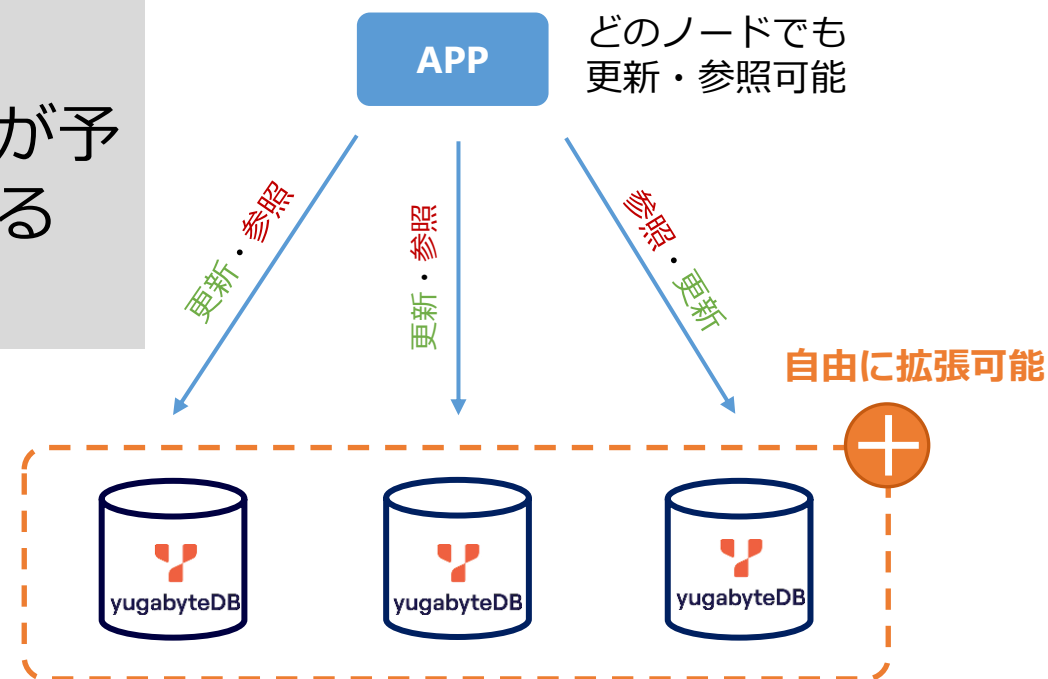 APP
どのノードでも
更新・参照可能
が予
る
更新・参照
更新・参照
参照・更新
自由に拡張可能
yugabyteDB
yugabyteDB
yugabyteDB